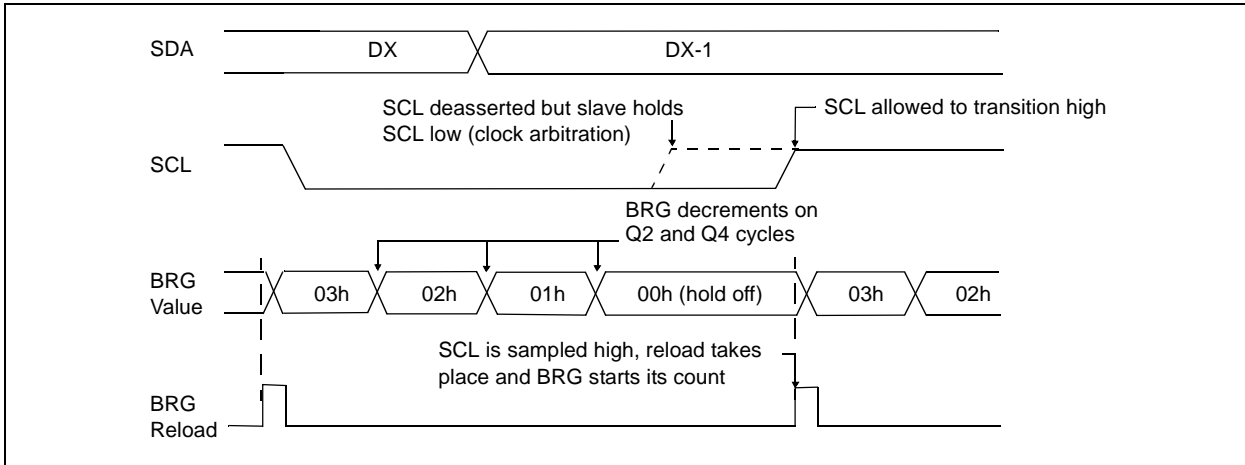 SDA
DX
DX-1
SCL deasserted but slave holds
SCL low (clock arbitration)
SCL allowed to transition high
SCL
BRG decrements on
Q2 and Q4 cycles
BRG
Value
03h
02h
01h
00h (hold off)
03h
02h
SCL is sampled high, reload takes
place and BRG starts its count
BRG
Reload